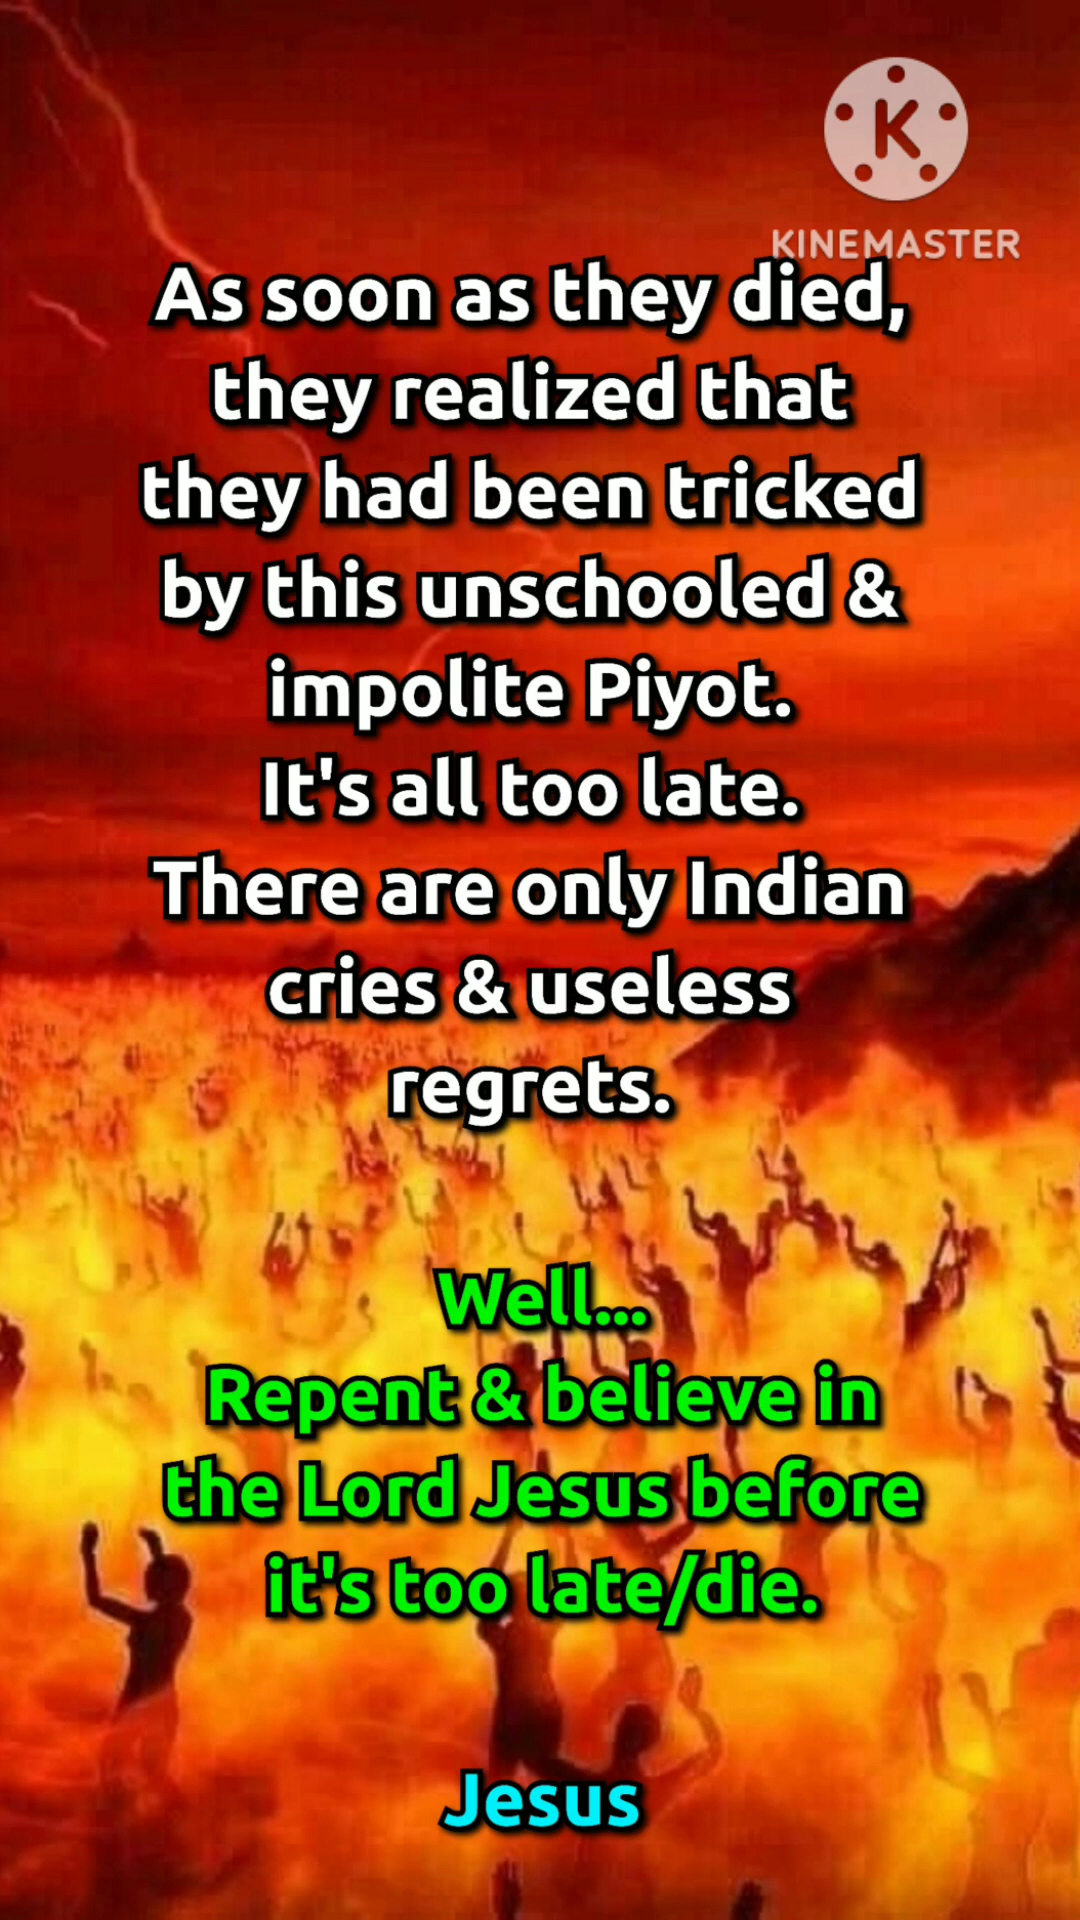 K
KINEMASTER
As soon as they died,
they realized that
they had been tricked
by this unschooled &
impolite Piyot.
It's all too late.
There are only Indian
cries & useless
regrets.
Well...
Repent & believe in
the Lord Jesus before
it's too late/die.
Jesus